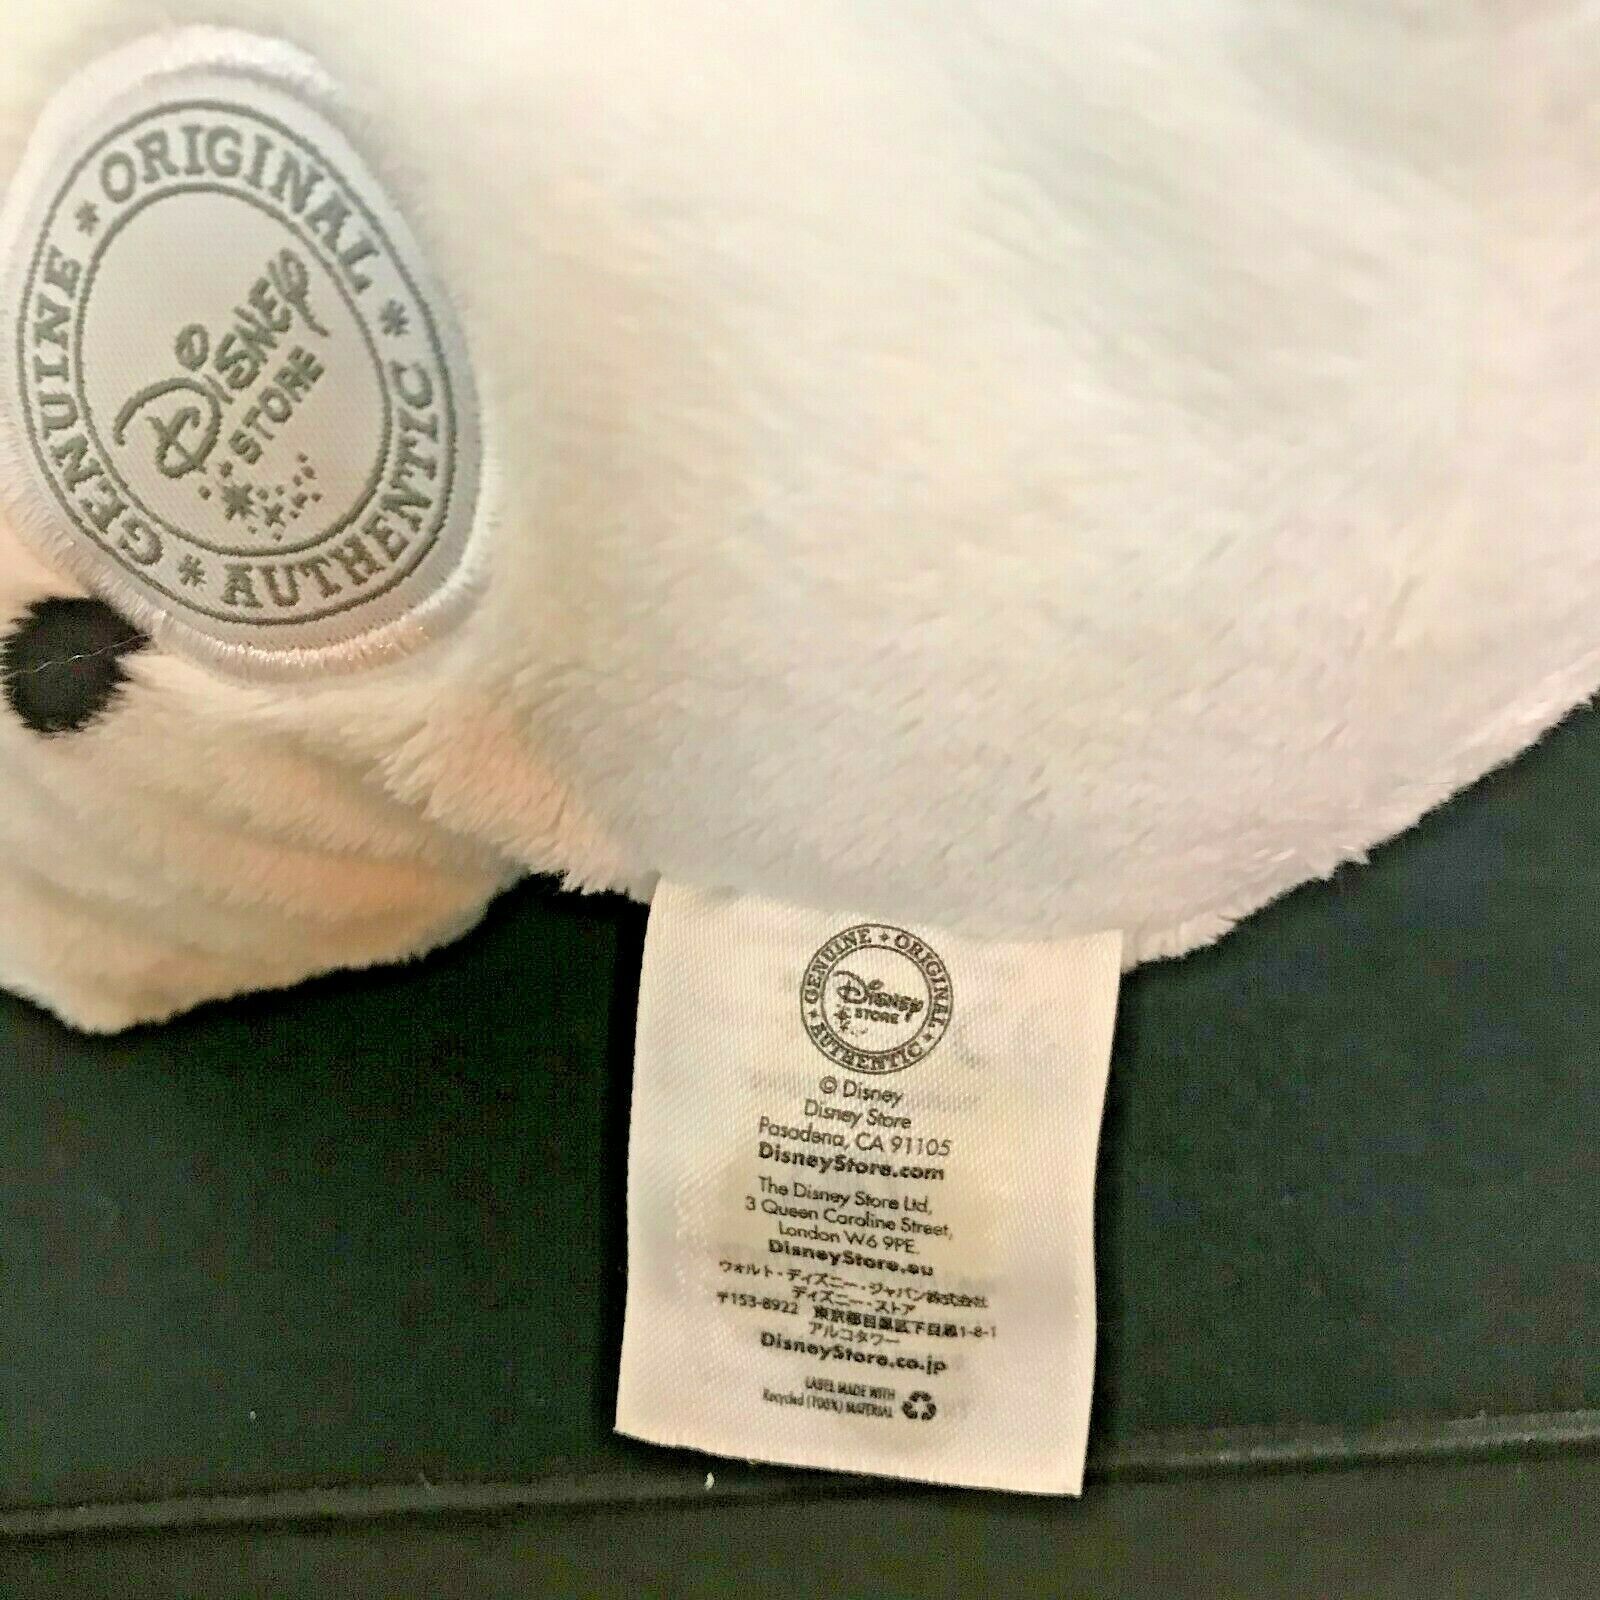 GENUINE * ORIGINAL * AUTHENTIC *
DISNEY
STORE
GENUINE ORIGINAL AUTHENTIC
DISNEY
STORE
© Disney
Disney Store
Pasadena, CA 91105
DisneyStore.com
The Disney Store Ltd,
3 Queen Caroline Street,
London W6 9PE.
DisneyStore.eu
ウォルト・ディズニー・ジャパン株式会社
ディズニー・ストア
〒153-8922 東京都目黒区下目黒1-8-1
アルコタワー
DisneyStore.co.jp
LABEL MADE WITH
Recycled (100%) MATERIAL